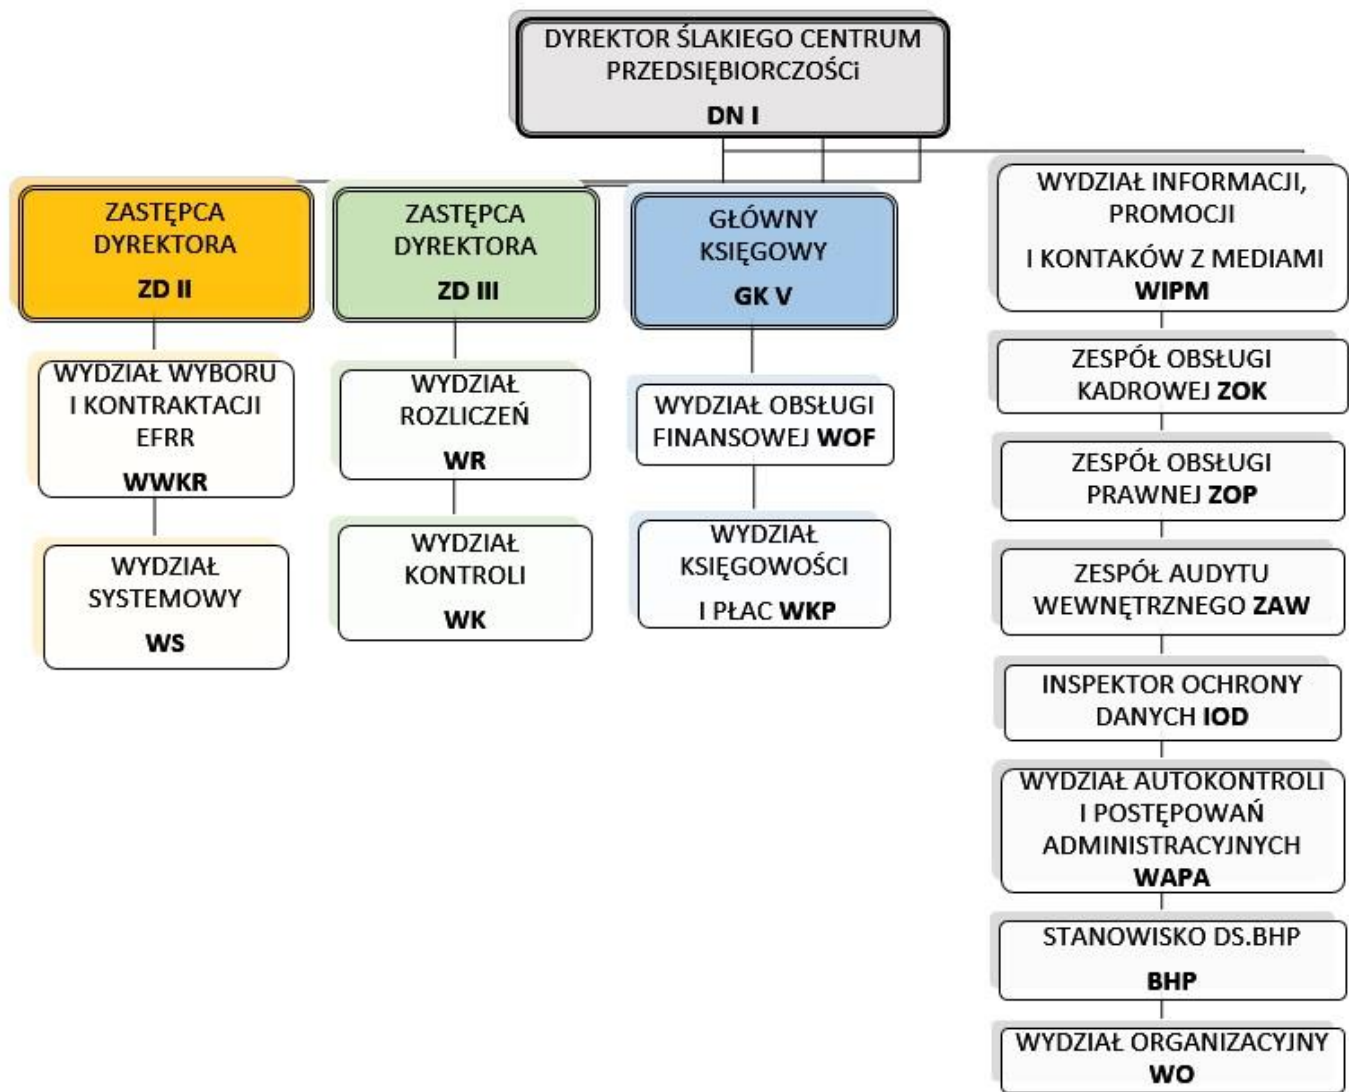 DYREKTOR ŚLAKIEGO CENTRUM
PRZEDSIĘBIORCZOŚCi
DN I
ZASTĘPCA
DYREKTORA
ZD II
WYDZIAŁ WYBORU
I KONTRAKTACJI
EFRR
WWKR
WYDZIAŁ
SYSTEMOWY
WS
ZASTĘPCA
DYREKTORA
ZD III
WYDZIAŁ
ROZLICZEŃ
WR
WYDZIAŁ
KONTROLI
WK
GŁÓWNY
KSIĘGOWY
GK V
WYDZIAŁ OBSŁUGI
FINANSOWEJ WOF
WYDZIAŁ
KSIĘGOWOŚCI
I PŁAC WKP
WYDZIAŁ INFORMACJI,
PROMOCJI
I KONTAKÓW Z MEDIAMI
WIPM
ZESPÓŁ OBSŁUGI
KADROWEJ ZOK
ZESPÓŁ OBSŁUGI
PRAWNEJ ZOP
ZESPÓŁ AUDYTU
WEWNĘTRZNEGO ZAW
INSPEKTOR OCHRONY
DANYCH IOD
WYDZIAŁ AUTOKONTROLI
I POSTĘPOWAŃ
ADMINISTRACYJNYCH
WAPA
STANOWISKO DS.BHP
BHP
WYDZIAŁ ORGANIZACYJNY
WO